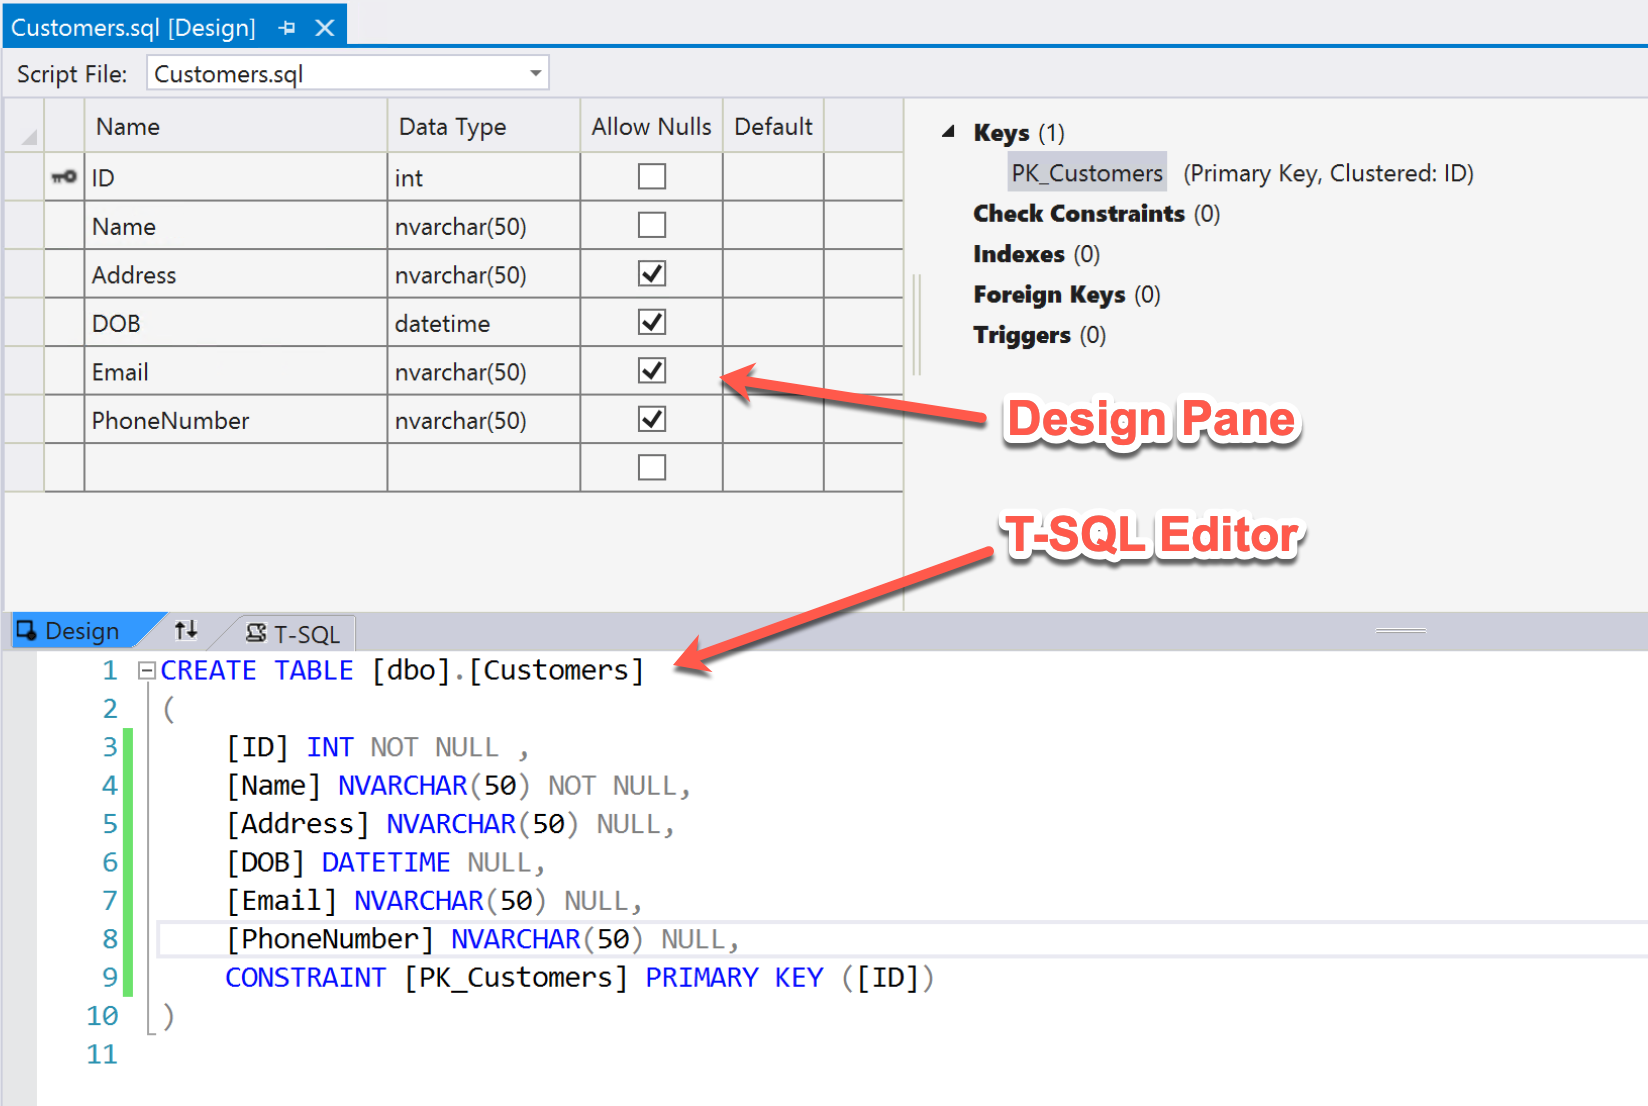 Customers.sql [Design]
Script File: Customers.sql
Name Data Type Allow Nulls Default
ID int
Name nvarchar(50)
Address nvarchar(50)
DOB datetime
Email nvarchar(50)
PhoneNumber nvarchar(50)
Keys (1)
PK_Customers (Primary Key, Clustered: ID)
Check Constraints (0)
Indexes (0)
Foreign Keys (0)
Triggers (0)
Design Pane
T-SQL Editor
Design T-SQL
1 CREATE TABLE [dbo].[Customers]
2 (
3 [ID] INT NOT NULL ,
4 [Name] NVARCHAR(50) NOT NULL,
5 [Address] NVARCHAR(50) NULL,
6 [DOB] DATETIME NULL,
7 [Email] NVARCHAR(50) NULL,
8 [PhoneNumber] NVARCHAR(50) NULL,
9 CONSTRAINT [PK_Customers] PRIMARY KEY ([ID])
10 )
11